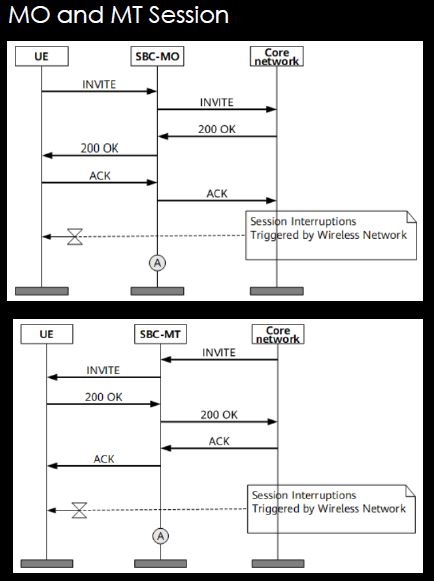 MO and MT Session
UE
SBC-MO
Core
network
INVITE
INVITE
200 OK
200 OK
ACK
ACK
Session Interruptions
Triggered by Wireless Network
A
UE
SBC-MT
Core
network
INVITE
INVITE
200 OK
200 OK
ACK
ACK
Session Interruptions
Triggered by Wireless Network
A